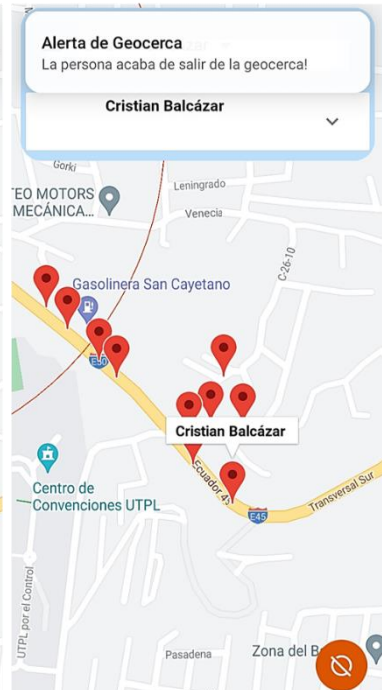 Alerta de Geocerca
La persona acaba de salir de la geocerca!
Cristian Balcázar
Gorki
Leningrado
TEO MOTORS
MECÁNICA...
Venecia
C-26-10
Gasolinera San Cayetano
Cristian Balcázar
Centro de
Convenciones UTPL
Ecuador 45
E45
Transversal Sur
UTPL por el Control
Pasadena
Zona del B